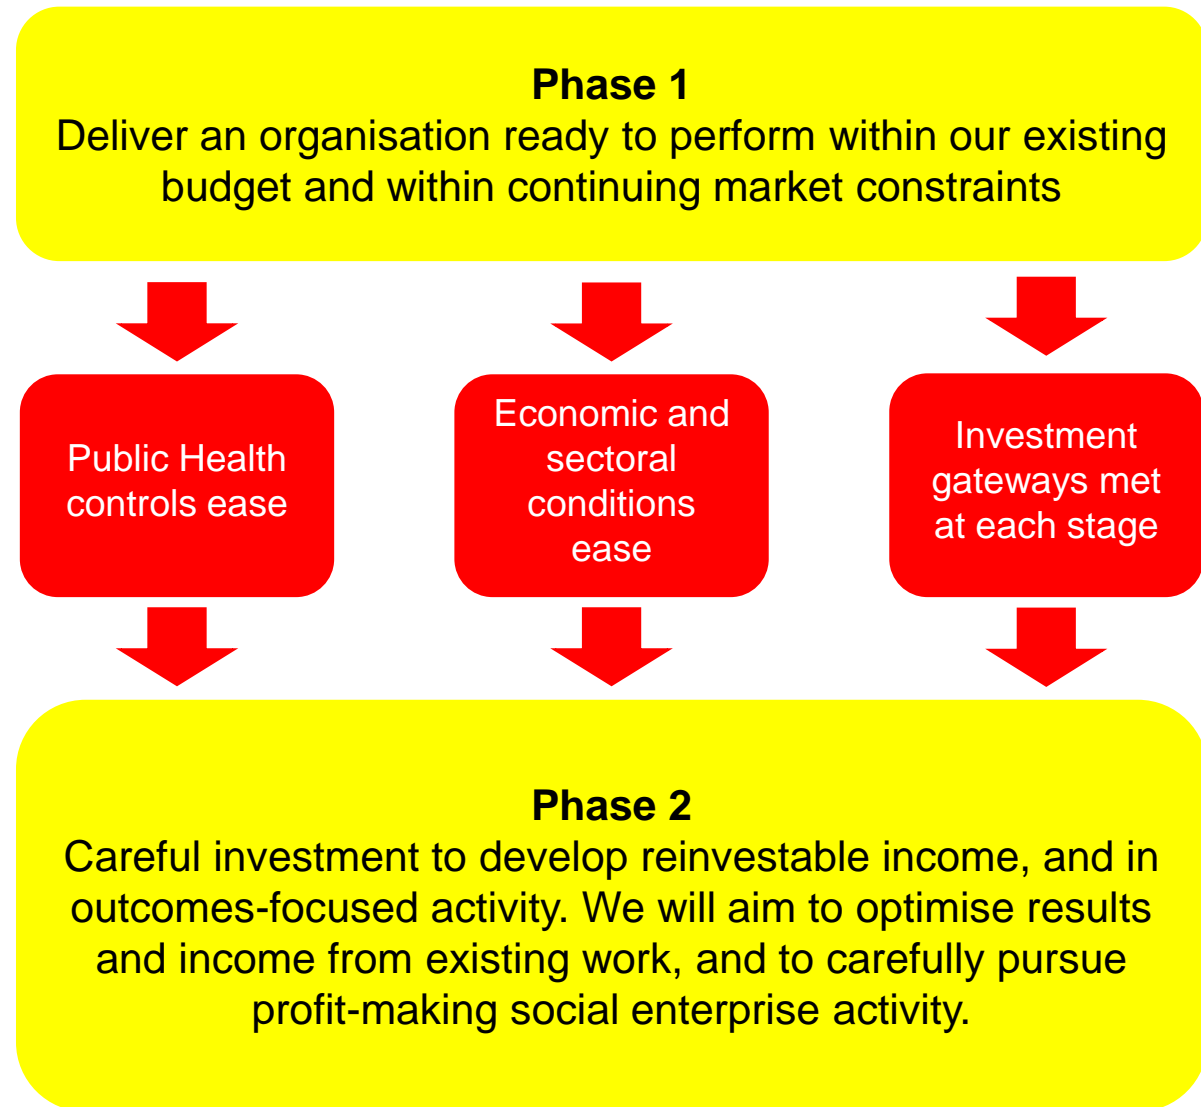 Phase 1
Deliver an organisation ready to perform within our existing
budget and within continuing market constraints
Public Health
controls ease
Economic and
sectoral
conditions
ease
Investment
gateways met
at each stage
Phase 2
Careful investment to develop reinvestable income, and in
outcomes-focused activity. We will aim to optimise results
and income from existing work, and to carefully pursue
profit-making social enterprise activity.